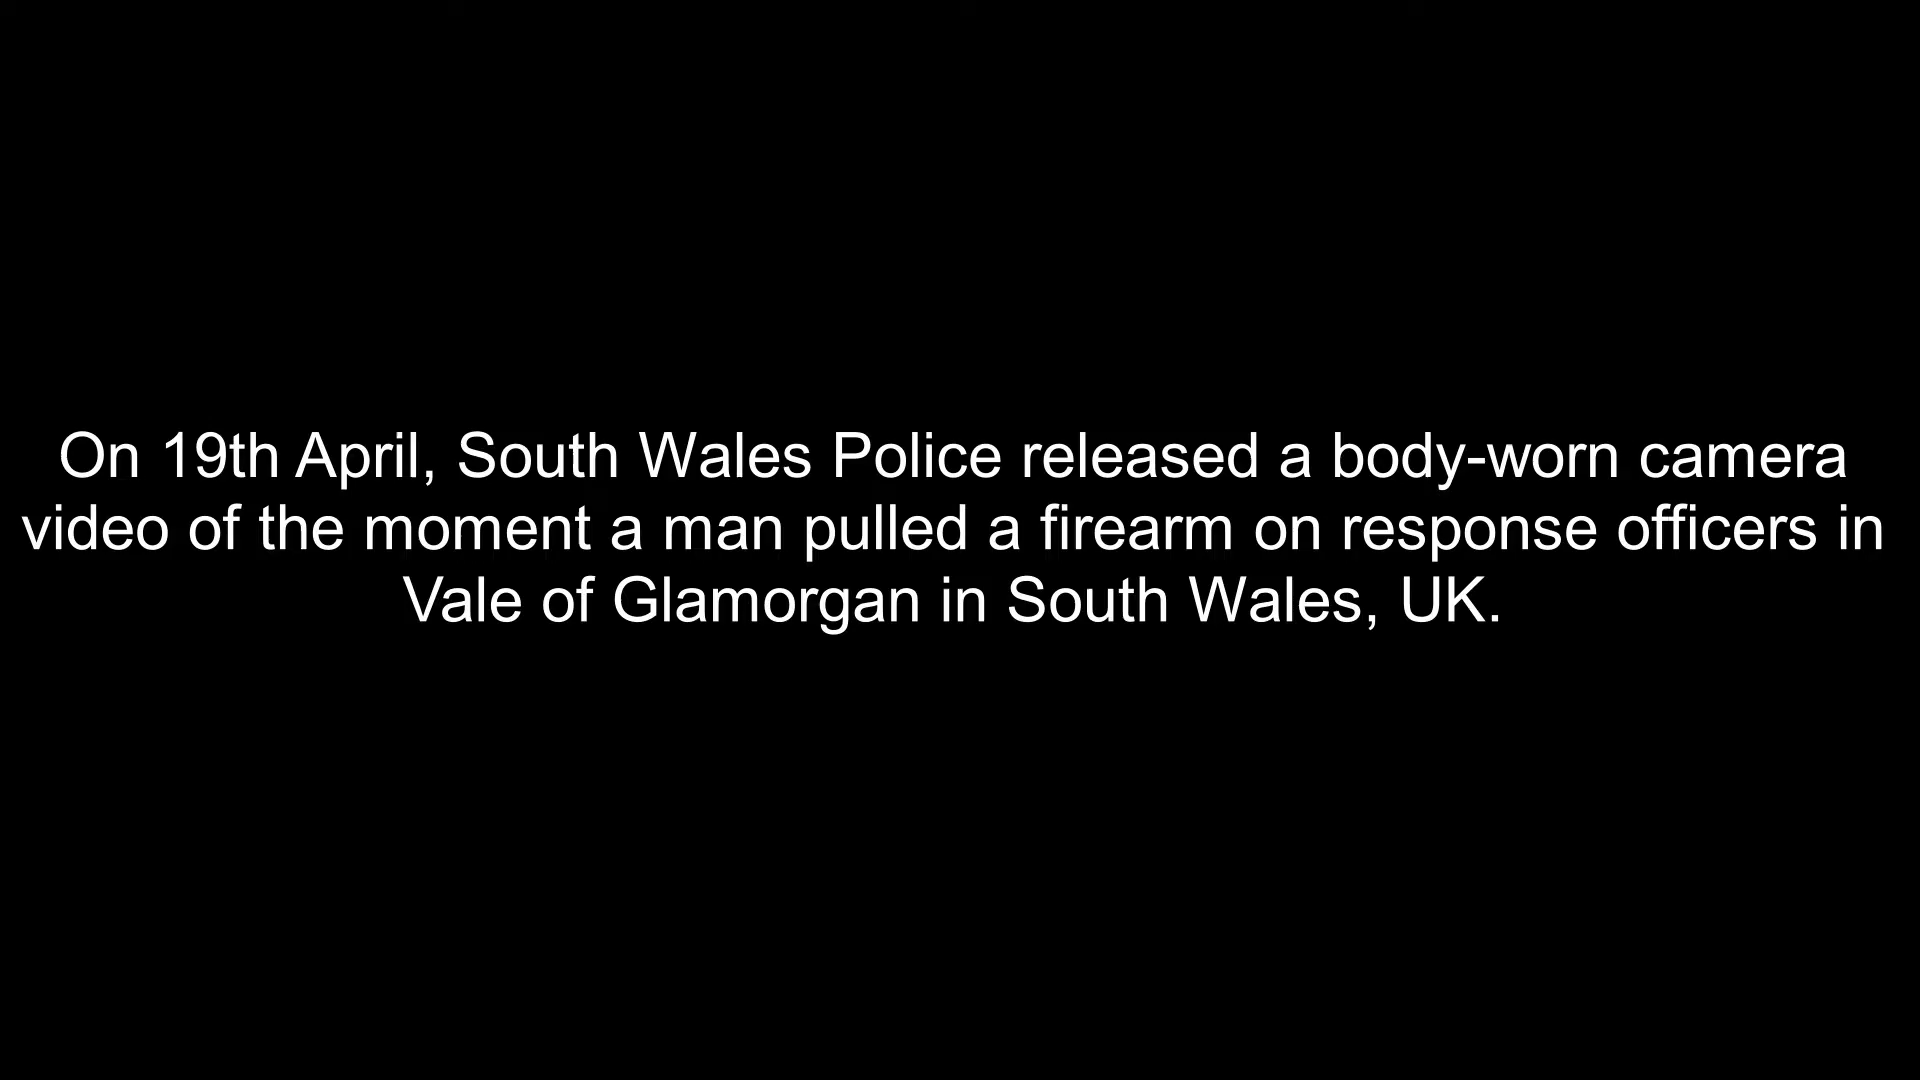 On 19th April, South Wales Police released a body-worn camera
video of the moment a man pulled a firearm on response officers in
Vale of Glamorgan in South Wales, UK.